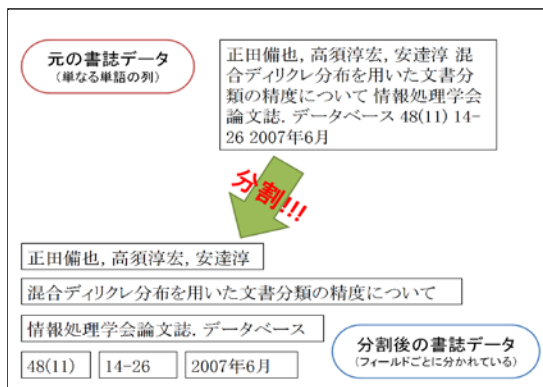 元の書誌データ
（単なる単語の列）
正田備也, 高須淳宏, 安達淳 混
合ディリクレ分布を用いた文書分
類の精度について 情報処理学会
論文誌. データベース 48(11) 14-
26 2007年6月
分割!!!
正田備也, 高須淳宏, 安達淳
混合ディリクレ分布を用いた文書分類の精度について
情報処理学会論文誌. データベース
48(11) 14-26 2007年6月
分割後の書誌データ
（フィールドごとに分かれている）